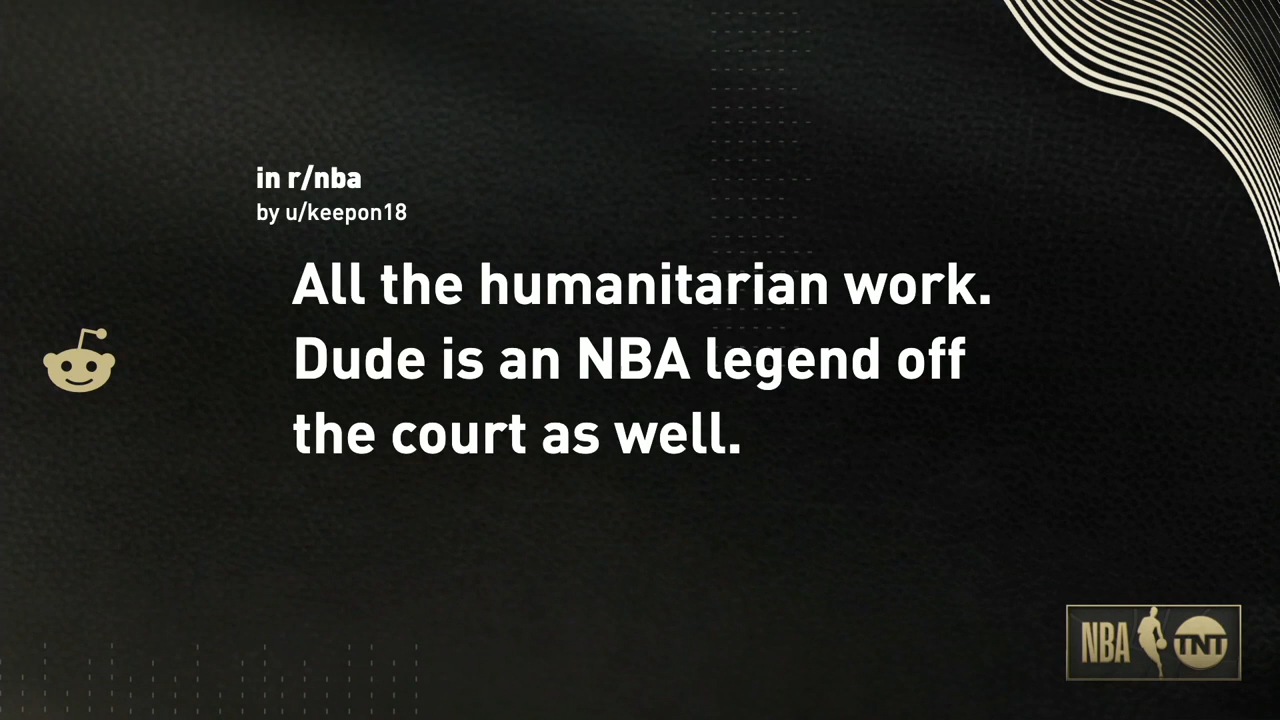 in r/nba
by u/keepon18
All the humanitarian work.
Dude is an NBA legend off
the court as well.
NBA TNT